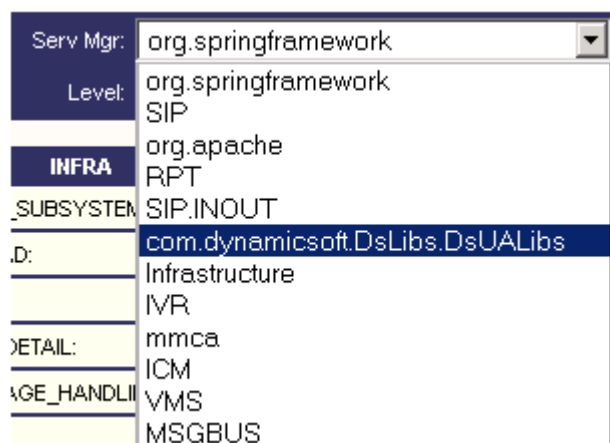 Serv Mgr: org.springframework
Level:
org.springframework
SIP
org.apache
RPT
SIP.INOUT
com.dynamicsoft.DsLibs.DsUALibs
Infrastructure
IVR
mmca
ICM
VMS
MSGBUS
INFRA
_SUBSYSTEM
D:
DETAIL:
AGE_HANDLI